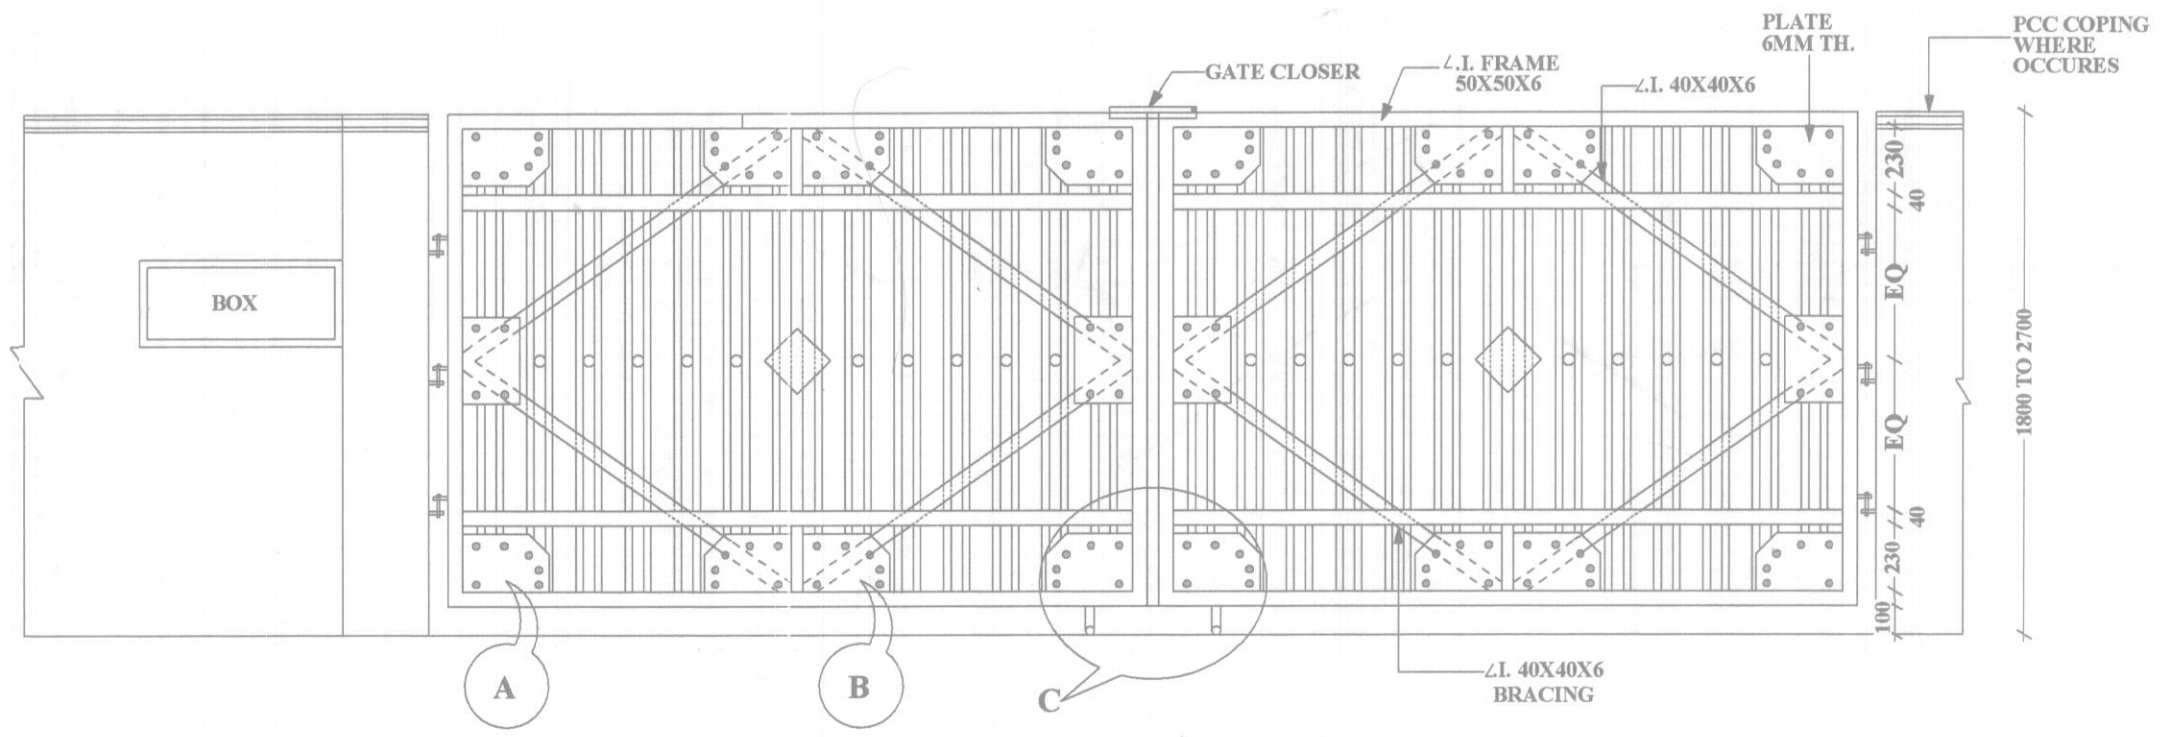 PLATE
6MM TH.
PCC COPING
WHERE
OCCURES
GATE CLOSER
∠.I. FRAME
50X50X6
∠.I. 40X40X6
BOX
230
40
EQ
1800 TO 2700
EQ
40
230
100
A
B
C
∠.I. 40X40X6
BRACING